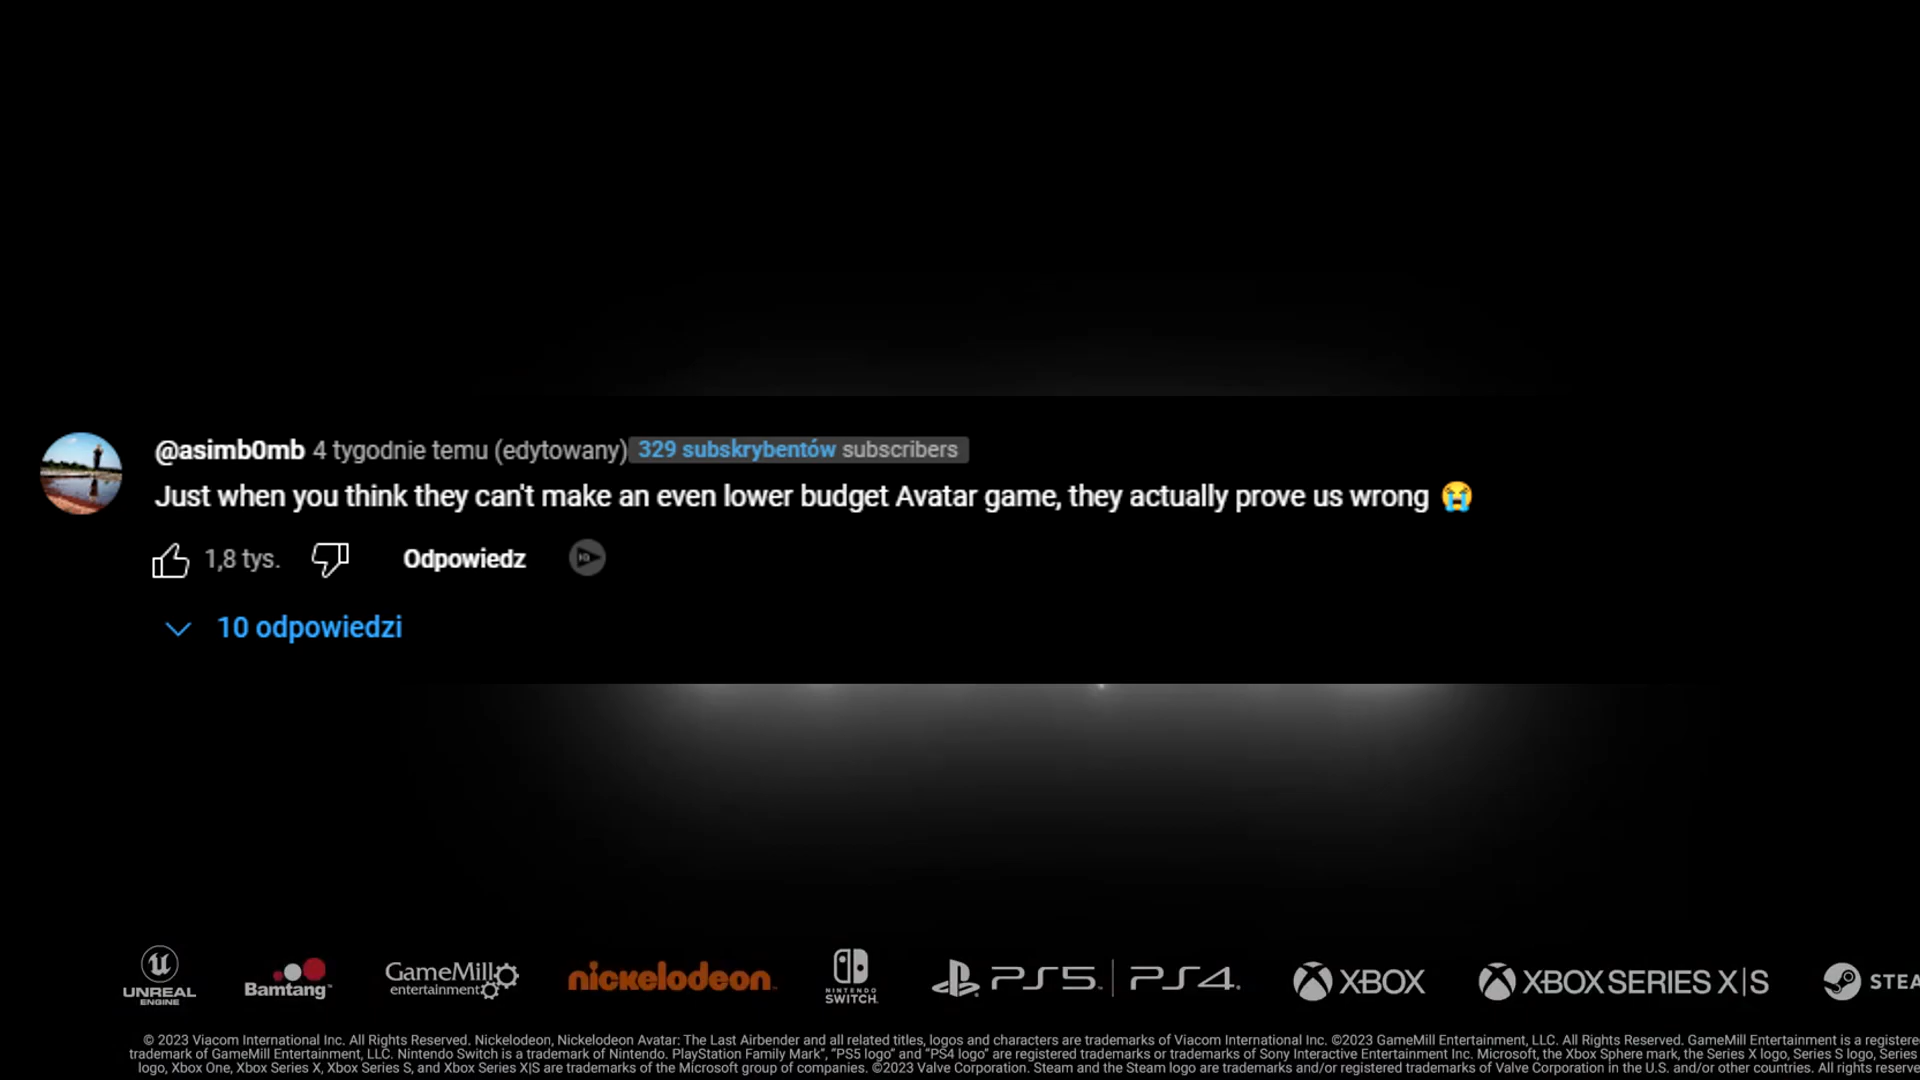 @asimb0mb 4 tygodnie temu (edytowany) 329 subskrybentów subscribers
Just when you think they can't make an even lower budget Avatar game, they actually prove us wrong 😭
1,8 tys. Odpowiedz
10 odpowiedzi
UNREAL ENGINE Bamtang GameMill entertainment nickelodeon NINTENDO SWITCH PS5 PS4 XBOX XBOX SERIES X|S STEA
© 2023 Viacom International Inc. All Rights Reserved. Nickelodeon, Nickelodeon Avatar: The Last Airbender and all related titles, logos and characters are trademarks of Viacom International Inc. ©2023 GameMill Entertainment, LLC. All Rights Reserved. GameMill Entertainment is a registere
trademark of GameMill Entertainment, LLC. Nintendo Switch is a trademark of Nintendo. PlayStation Family Mark", "PS5 logo" and "PS4 logo" are registered trademarks or trademarks of Sony Interactive Entertainment Inc. Microsoft, the Xbox Sphere mark, the Series X logo, Series S logo, Series
logo, Xbox One, Xbox Series X, Xbox Series S, and Xbox Series X|S are trademarks of the Microsoft group of companies. ©2023 Valve Corporation. Steam and the Steam logo are trademarks and/or registered trademarks of Valve Corporation in the U.S. and/or other countries. All rights reserve